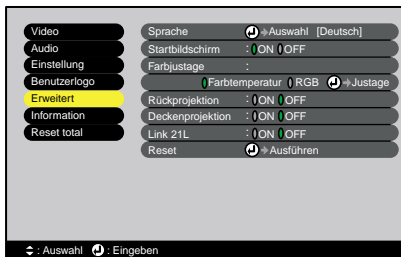 Video
Audio
Einstellung
Benutzerlogo
Erweitert
Information
Reset total
Sprache Auswahl [Deutsch]
Startbildschirm : ON OFF
Farbjustage :
Farbtemperatur RGB Justage
Rückprojektion : ON OFF
Deckenprojektion : ON OFF
Link 21L : ON OFF
Reset Ausführen
: Auswahl : Eingeben